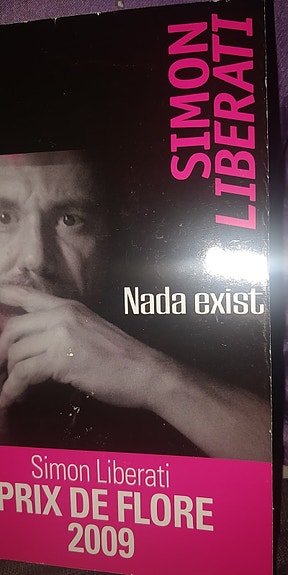 SIMON
LIBERATI
Nada exist
Simon Liberati
PRIX DE FLORE
2009